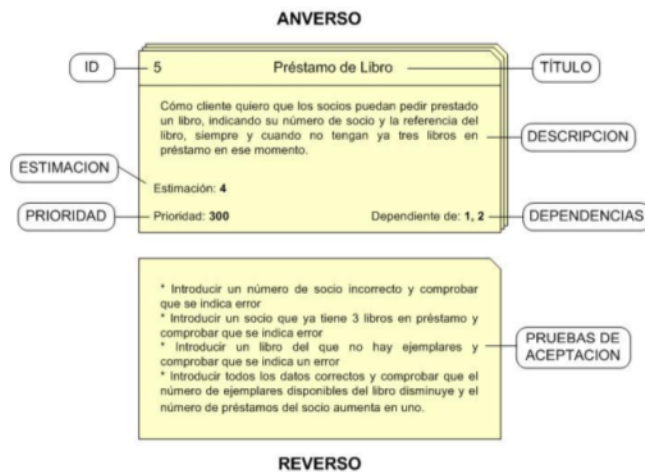 ANVERSO
ID
5
Préstamo de Libro
TÍTULO
Cómo cliente quiero que los socios puedan pedir prestado
un libro, indicando su número de socio y la referencia del
libro, siempre y cuando no tengan ya tres libros en
préstamo en ese momento.
DESCRIPCION
ESTIMACION
Estimación: 4
PRIORIDAD
Prioridad: 300
Dependiente de: 1, 2
DEPENDENCIAS
* Introducir un número de socio incorrecto y comprobar
que se indica error
* Introducir un socio que ya tiene 3 libros en préstamo y
comprobar que se indica error
* Introducir un libro del que no hay ejemplares y
comprobar que se indica un error
* Introducir todos los datos correctos y comprobar que el
número de ejemplares disponibles del libro disminuye y el
número de préstamos del socio aumenta en uno.
PRUEBAS DE
ACEPTACION
REVERSO